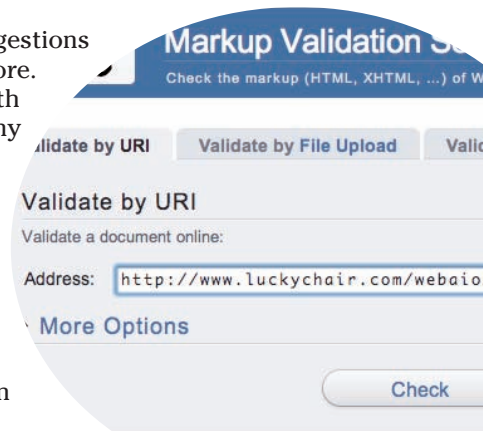 gestions
ore.
th
ny
n
Markup Validation
Check the markup (HTML, XHTML, ...) of W
lidate by URI Validate by File Upload Valid
Validate by URI
Validate a document online:
Address: http://www.luckychair.com/webaio
More Options
Check